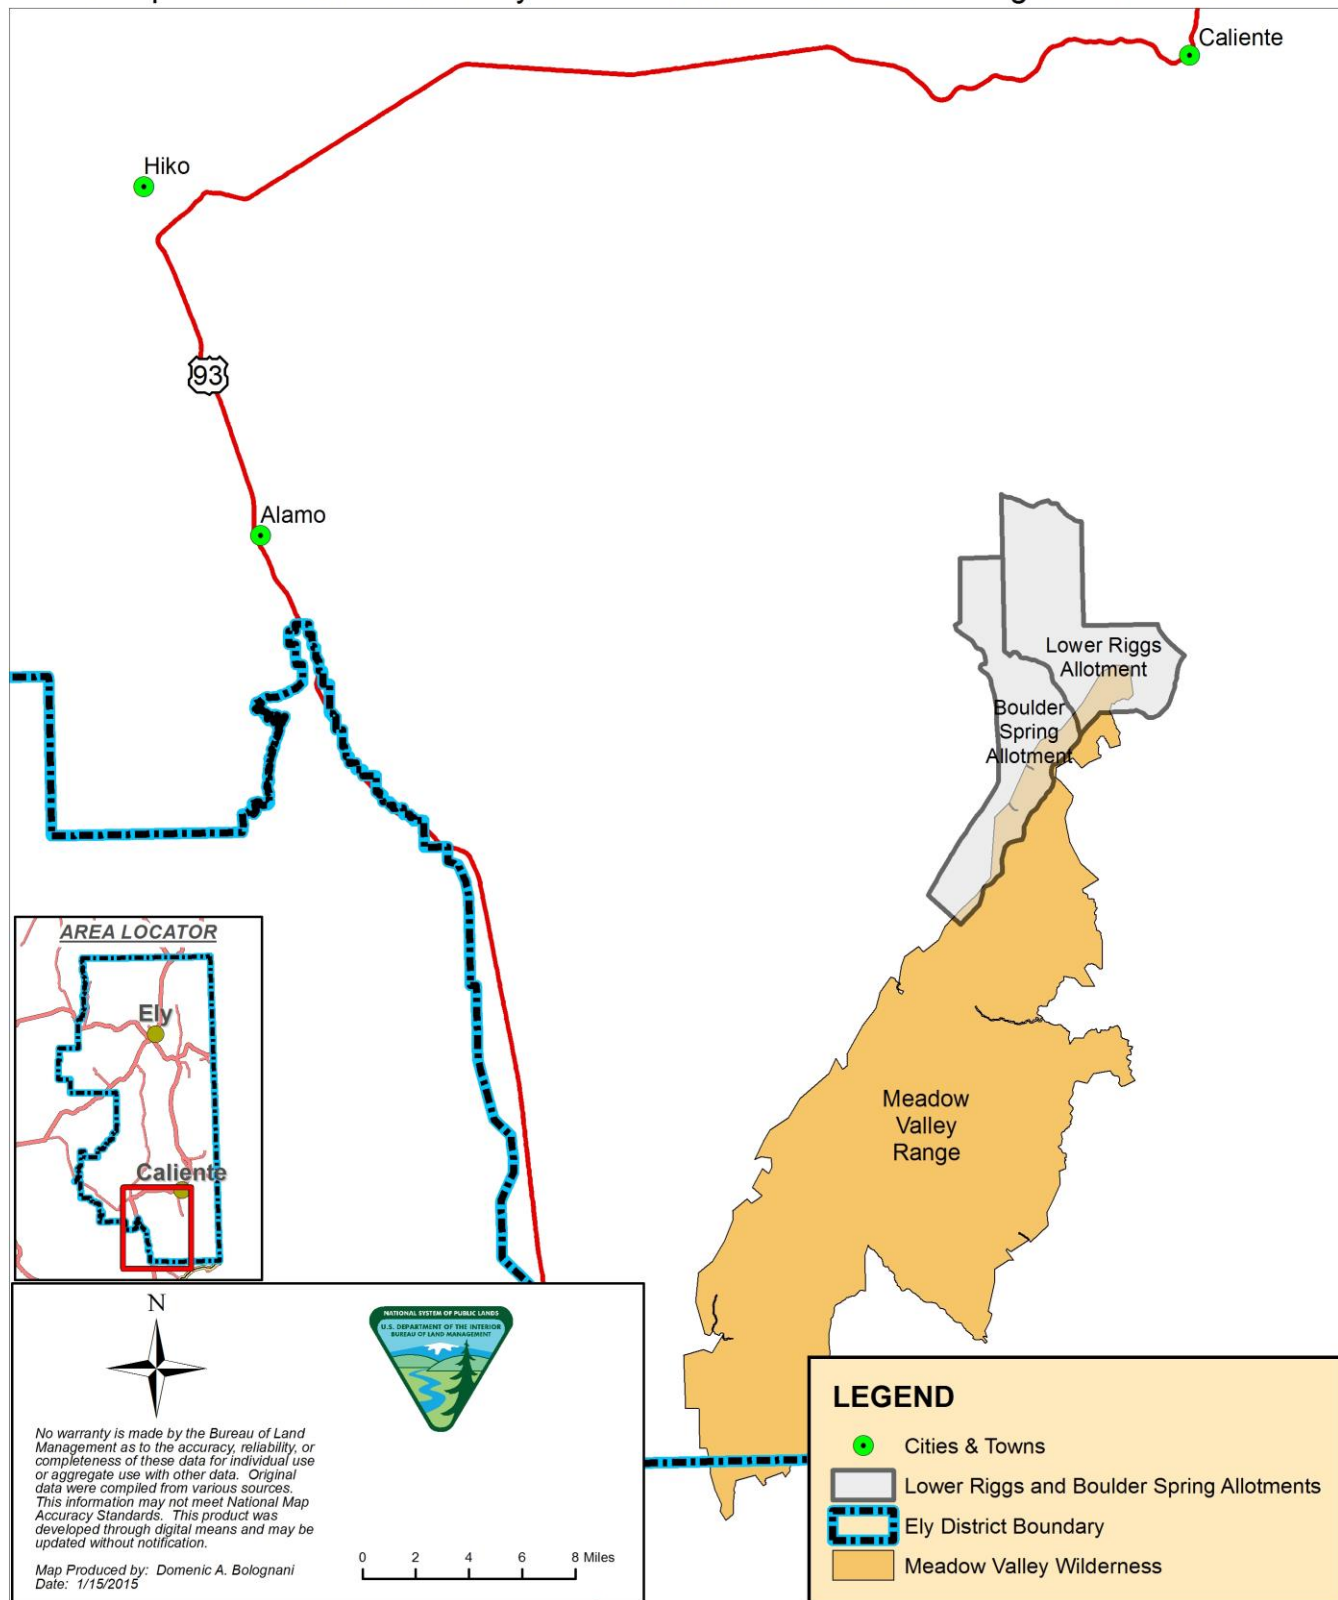 Caliente
Hiko
93
Alamo
Lower Riggs
Allotment
Boulder
Spring
Allotment
AREA LOCATOR
Ely
Caliente
Meadow
Valley
Range
N
NATIONAL SYSTEM OF PUBLIC LANDS
U.S. DEPARTMENT OF THE INTERIOR
BUREAU OF LAND MANAGEMENT
No warranty is made by the Bureau of Land
Management as to the accuracy, reliability, or
completeness of these data for individual use
or aggregate use with other data. Original
data were compiled from various sources.
This information may not meet National Map
Accuracy Standards. This product was
developed through digital means and may be
updated without notification.
Map Produced by: Domenic A. Bolognani
Date: 1/15/2015
0 2 4 6 8 Miles
LEGEND
Cities & Towns
Lower Riggs and Boulder Spring Allotments
Ely District Boundary
Meadow Valley Wilderness